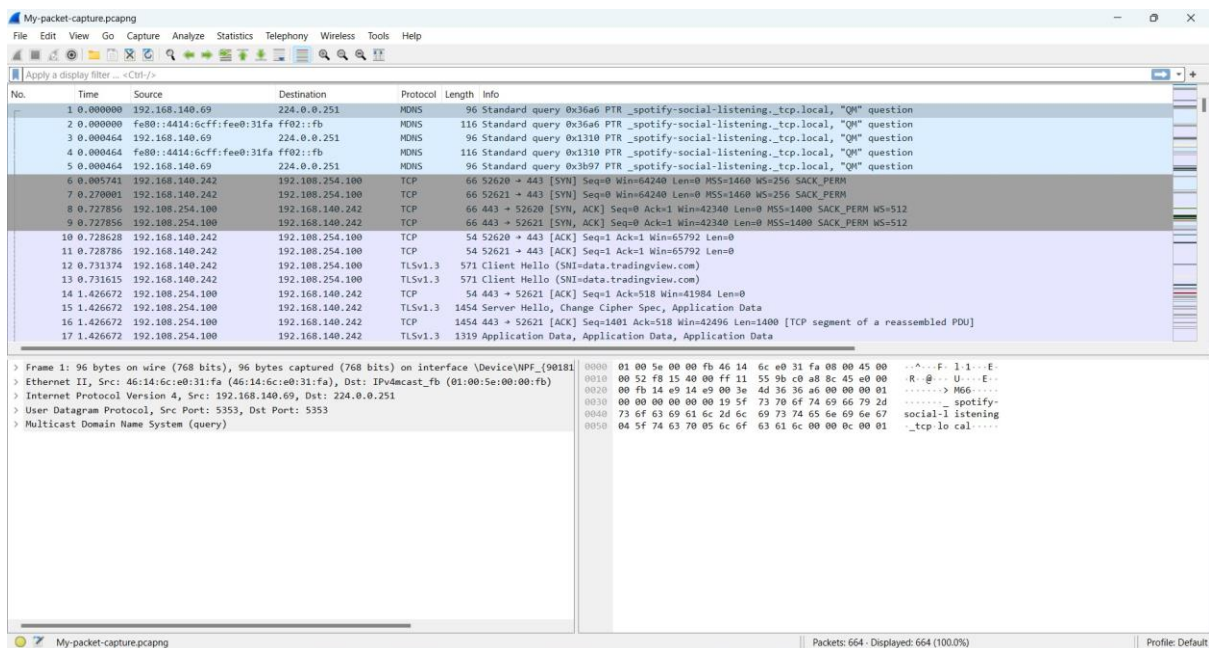 My-packet-capture.pcapng
File Edit View Go Capture Analyze Statistics Telephony Wireless Tools Help
Apply a display filter ... <Ctrl-/>
No. Time Source Destination Protocol Length Info
1 0.000000 192.168.140.69 224.0.0.251 MDNS 96 Standard query 0x36a6 PTR _spotify-social-listening._tcp.local, "QM" question
2 0.000000 fe80::4414:6cff:fee0:31fa ff02::fb MDNS 116 Standard query 0x36a6 PTR _spotify-social-listening._tcp.local, "QM" question
3 0.000464 192.168.140.69 224.0.0.251 MDNS 96 Standard query 0x1310 PTR _spotify-social-listening._tcp.local, "QM" question
4 0.000464 fe80::4414:6cff:fee0:31fa ff02::fb MDNS 116 Standard query 0x1310 PTR _spotify-social-listening._tcp.local, "QM" question
5 0.000464 192.168.140.69 224.0.0.251 MDNS 96 Standard query 0x3b97 PTR _spotify-social-listening._tcp.local, "QM" question
6 0.005741 192.168.140.242 192.108.254.100 TCP 66 52620 → 443 [SYN] Seq=0 Win=64240 Len=0 MSS=1460 WS=256 SACK_PERM
7 0.270001 192.168.140.242 192.108.254.100 TCP 66 52621 → 443 [SYN] Seq=0 Win=64240 Len=0 MSS=1460 WS=256 SACK_PERM
8 0.727856 192.108.254.100 192.168.140.242 TCP 66 443 → 52620 [SYN, ACK] Seq=0 Ack=1 Win=42340 Len=0 MSS=1400 SACK_PERM WS=512
9 0.727856 192.108.254.100 192.168.140.242 TCP 66 443 → 52621 [SYN, ACK] Seq=0 Ack=1 Win=42340 Len=0 MSS=1400 SACK_PERM WS=512
10 0.728628 192.168.140.242 192.108.254.100 TCP 54 52620 → 443 [ACK] Seq=1 Ack=1 Win=65792 Len=0
11 0.728786 192.168.140.242 192.108.254.100 TCP 54 52621 → 443 [ACK] Seq=1 Ack=1 Win=65792 Len=0
12 0.731374 192.168.140.242 192.108.254.100 TLSv1.3 571 Client Hello (SNI=data.tradingview.com)
13 0.731615 192.168.140.242 192.108.254.100 TLSv1.3 571 Client Hello (SNI=data.tradingview.com)
14 1.426672 192.108.254.100 192.168.140.242 TCP 54 443 → 52621 [ACK] Seq=1 Ack=518 Win=41984 Len=0
15 1.426672 192.108.254.100 192.168.140.242 TLSv1.3 1454 Server Hello, Change Cipher Spec, Application Data
16 1.426672 192.108.254.100 192.168.140.242 TCP 1454 443 → 52621 [ACK] Seq=1401 Ack=518 Win=42496 Len=1400 [TCP segment of a reassembled PDU]
17 1.426672 192.108.254.100 192.168.140.242 TLSv1.3 1319 Application Data, Application Data, Application Data
> Frame 1: 96 bytes on wire (768 bits), 96 bytes captured (768 bits) on interface \Device\NPF_{90181
> Ethernet II, Src: 46:14:6c:e0:31:fa (46:14:6c:e0:31:fa), Dst: IPv4mcast_fb (01:00:5e:00:00:fb)
> Internet Protocol Version 4, Src: 192.168.140.69, Dst: 224.0.0.251
> User Datagram Protocol, Src Port: 5353, Dst Port: 5353
> Multicast Domain Name System (query)
0000 01 00 5e 00 00 fb 46 14 6c e0 31 fa 08 00 45 00 ··^···F· l·1···E·
0010 00 52 f8 15 40 00 ff 11 55 9b c0 a8 8c 45 e0 00 ·R··@··· U····E··
0020 00 fb 14 e9 14 e9 00 3e 4d 36 36 a6 00 00 00 01 ·······> M66·····
0030 00 00 00 00 00 00 19 5f 73 70 6f 74 69 66 79 2d ·······_ spotify-
0040 73 6f 63 69 61 6c 2d 6c 69 73 74 65 6e 69 6e 67 social-l istening
0050 04 5f 74 63 70 05 6c 6f 63 61 6c 00 00 0c 00 01 ·_tcp·lo cal·····
My-packet-capture.pcapng Packets: 664 · Displayed: 664 (100.0%) Profile: Default